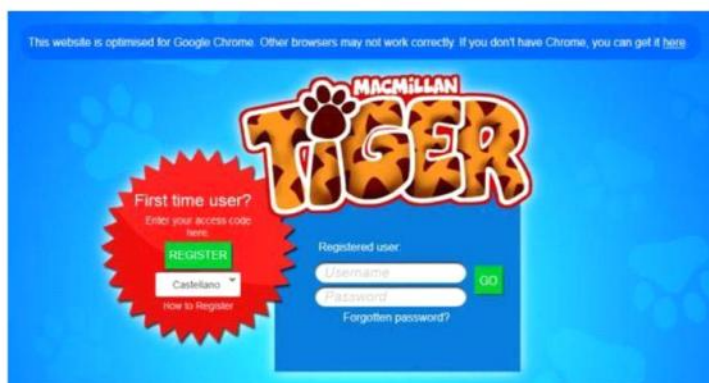 This website is optimised for Google Chrome. Other browsers may not work correctly. If you don't have Chrome, you can get it here.
MACMiLLAN
TiGER
First time user?
Enter your access code
here.
REGISTER
Castellano
How to Register
Registered user:
Username
GO
Password
Forgotten password?